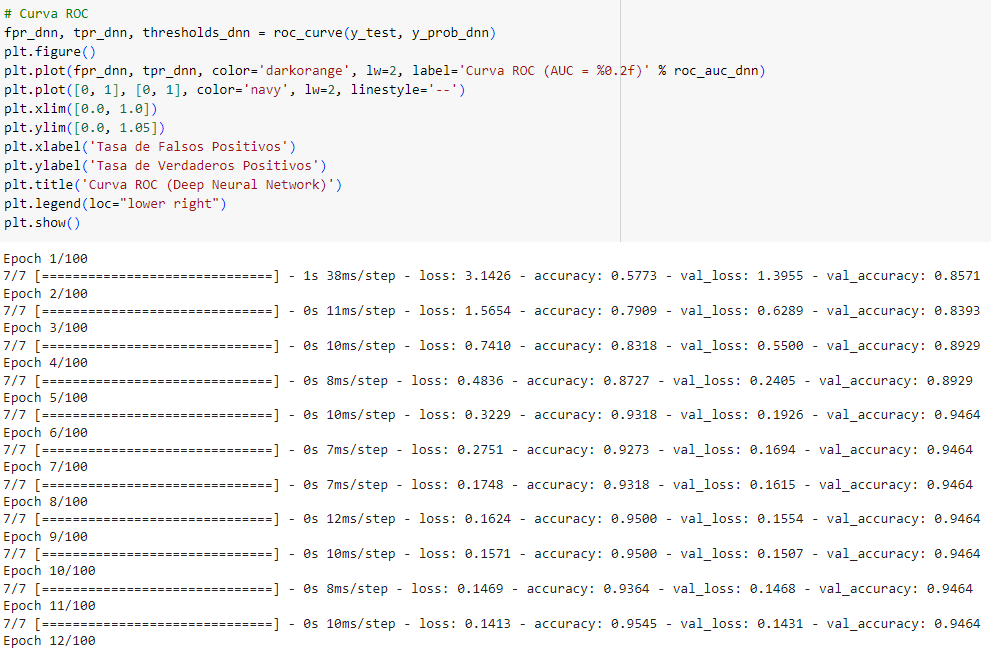 # Curva ROC
fpr_dnn, tpr_dnn, thresholds_dnn = roc_curve(y_test, y_prob_dnn)
plt.figure()
plt.plot(fpr_dnn, tpr_dnn, color='darkorange', lw=2, label='Curva ROC (AUC = %0.2f)' % roc_auc_dnn)
plt.plot([0, 1], [0, 1], color='navy', lw=2, linestyle='--')
plt.xlim([0.0, 1.0])
plt.ylim([0.0, 1.05])
plt.xlabel('Tasa de Falsos Positivos')
plt.ylabel('Tasa de Verdaderos Positivos')
plt.title('Curva ROC (Deep Neural Network)')
plt.legend(loc="lower right")
plt.show()
Epoch 1/100
7/7 [==============================] - 1s 38ms/step - loss: 3.1426 - accuracy: 0.5773 - val_loss: 1.3955 - val_accuracy: 0.8571
Epoch 2/100
7/7 [==============================] - 0s 11ms/step - loss: 1.5654 - accuracy: 0.7909 - val_loss: 0.6289 - val_accuracy: 0.8393
Epoch 3/100
7/7 [==============================] - 0s 10ms/step - loss: 0.7410 - accuracy: 0.8318 - val_loss: 0.5500 - val_accuracy: 0.8929
Epoch 4/100
7/7 [==============================] - 0s 8ms/step - loss: 0.4836 - accuracy: 0.8727 - val_loss: 0.2405 - val_accuracy: 0.8929
Epoch 5/100
7/7 [==============================] - 0s 10ms/step - loss: 0.3229 - accuracy: 0.9318 - val_loss: 0.1926 - val_accuracy: 0.9464
Epoch 6/100
7/7 [==============================] - 0s 7ms/step - loss: 0.2751 - accuracy: 0.9273 - val_loss: 0.1694 - val_accuracy: 0.9464
Epoch 7/100
7/7 [==============================] - 0s 7ms/step - loss: 0.1748 - accuracy: 0.9318 - val_loss: 0.1615 - val_accuracy: 0.9464
Epoch 8/100
7/7 [==============================] - 0s 12ms/step - loss: 0.1624 - accuracy: 0.9500 - val_loss: 0.1554 - val_accuracy: 0.9464
Epoch 9/100
7/7 [==============================] - 0s 10ms/step - loss: 0.1571 - accuracy: 0.9500 - val_loss: 0.1507 - val_accuracy: 0.9464
Epoch 10/100
7/7 [==============================] - 0s 8ms/step - loss: 0.1469 - accuracy: 0.9364 - val_loss: 0.1468 - val_accuracy: 0.9464
Epoch 11/100
7/7 [==============================] - 0s 10ms/step - loss: 0.1413 - accuracy: 0.9545 - val_loss: 0.1431 - val_accuracy: 0.9464
Epoch 12/100